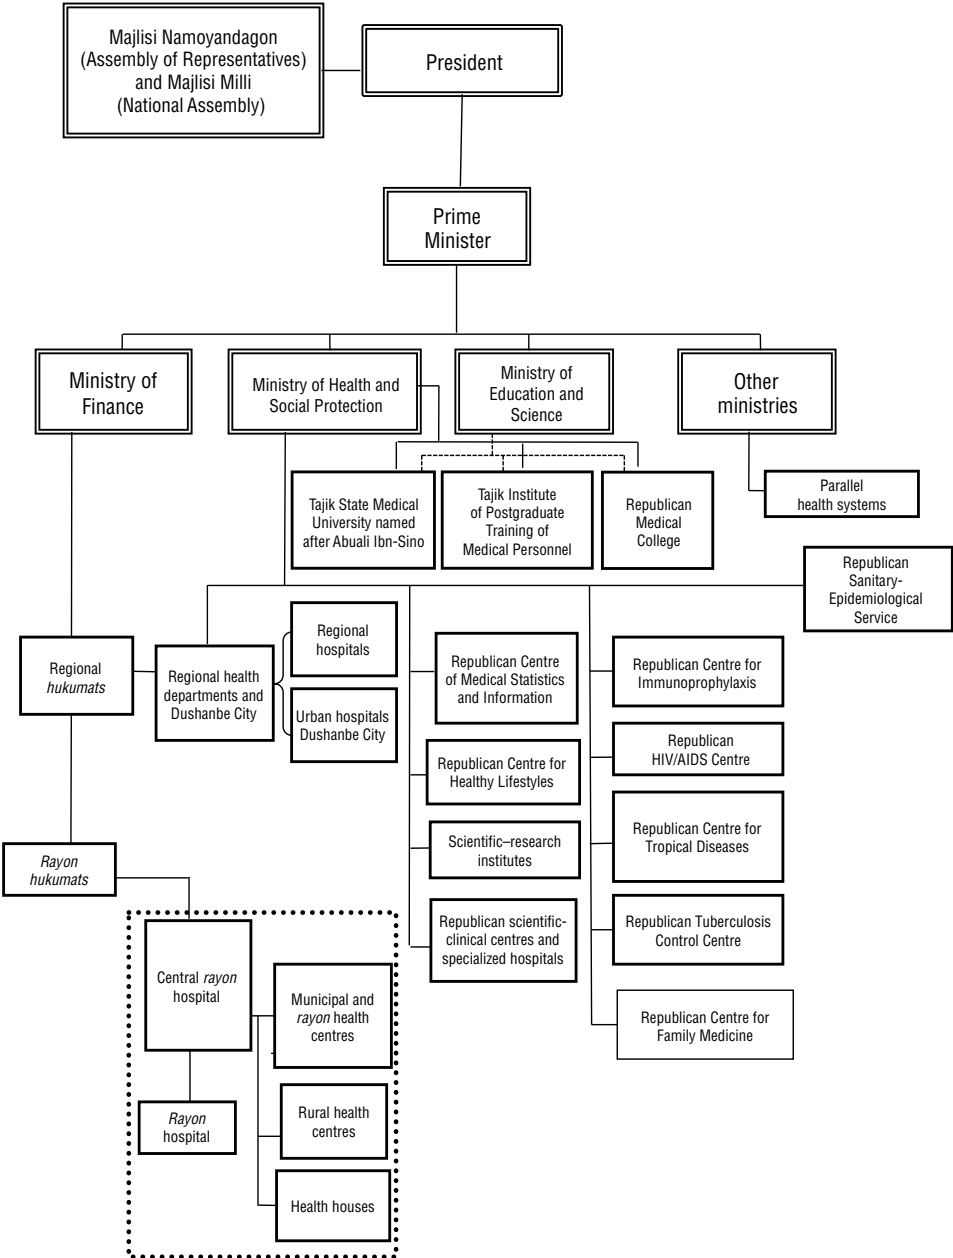 Majlisi Namoyandagon
(Assembly of Representatives)
and Majlisi Milli
(National Assembly)
President
Prime
Minister
Ministry of
Finance
Ministry of Health and
Social Protection
Ministry of
Education and
Science
Other
ministries
Tajik State Medical
University named
after Abuali Ibn-Sino
Tajik Institute
of Postgraduate
Training of
Medical Personnel
Republican
Medical
College
Parallel
health systems
Republican
Sanitary-
Epidemiological
Service
Regional
hukumats
Regional health
departments and
Dushanbe City
Regional
hospitals
Urban hospitals
Dushanbe City
Republican Centre
of Medical Statistics
and Information
Republican Centre for
Healthy Lifestyles
Scientific–research
institutes
Republican scientific-
clinical centres and
specialized hospitals
Republican Centre for
Immunoprophylaxis
Republican
HIV/AIDS Centre
Republican Centre for
Tropical Diseases
Republican Tuberculosis
Control Centre
Republican Centre for
Family Medicine
Rayon
hukumats
Central rayon
hospital
Rayon
hospital
Municipal and
rayon health
centres
Rural health
centres
Health houses